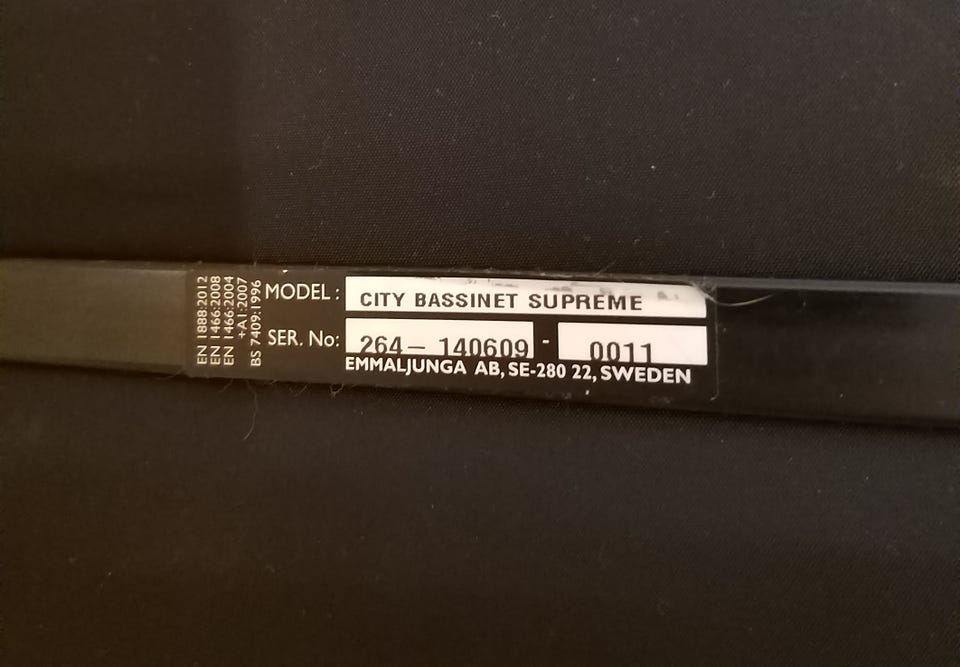 EN 1888:2012
EN 1466:2008
EN 1466:2004
+A1:2007
BS 7409:1996
MODEL: CITY BASSINET SUPREME
SER. No: 264- 140609 - 0011
EMMALJUNGA AB, SE-280 22, SWEDEN